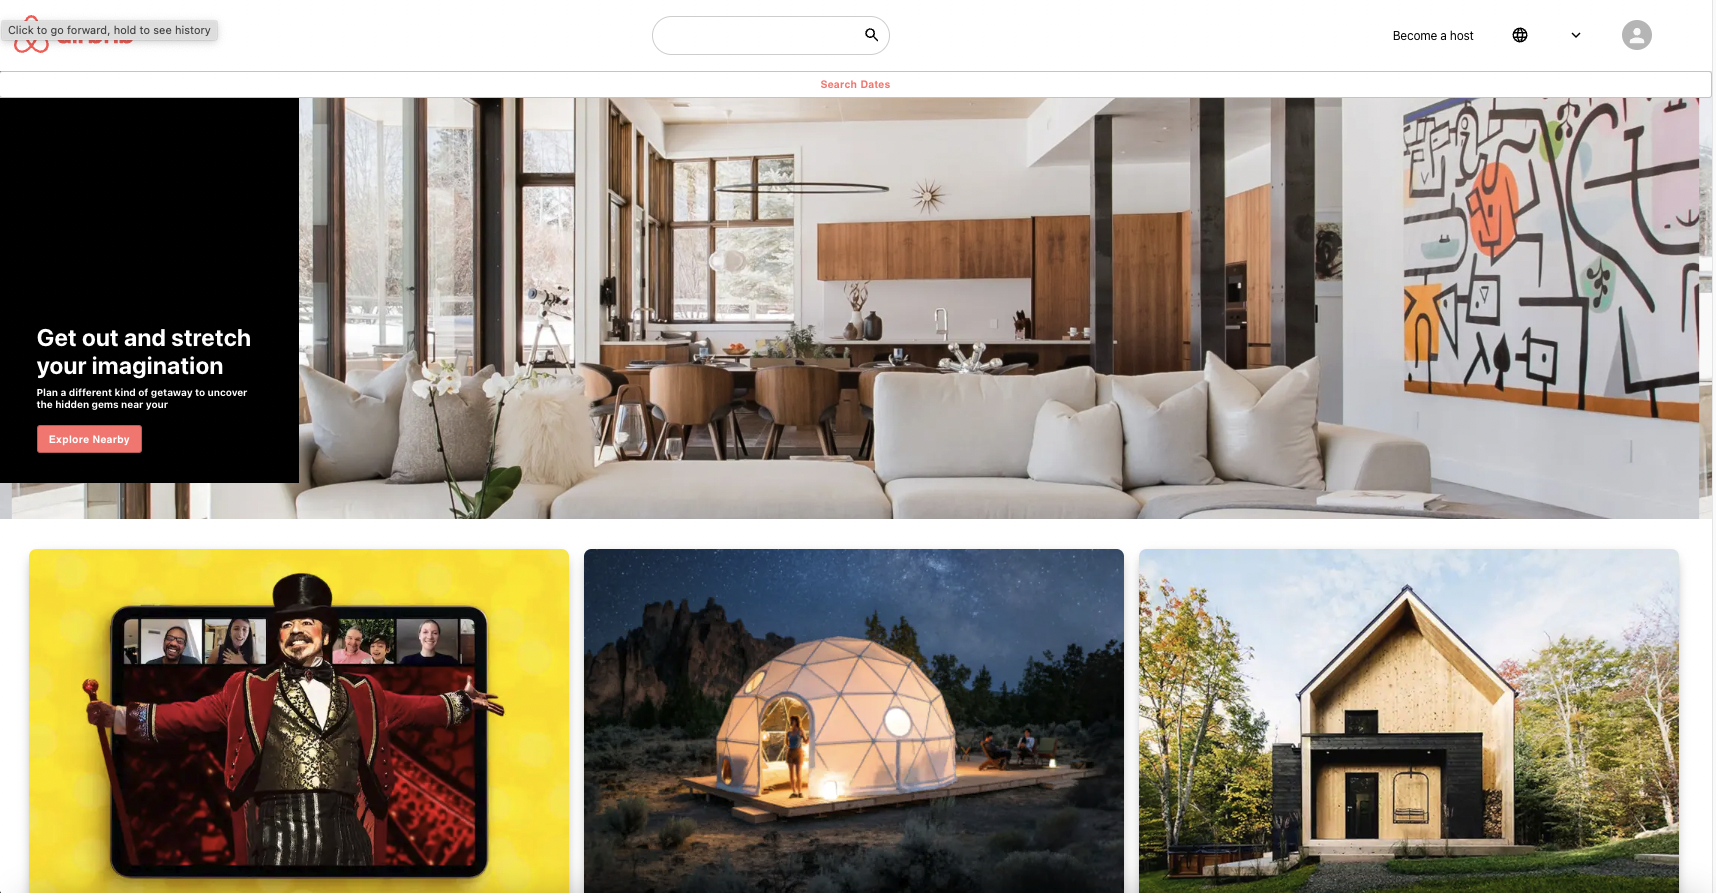 Click to go forward, hold to see history
Become a host
Search Dates
Get out and stretch
your imagination
Plan a different kind of getaway to uncover
the hidden gems near your
Explore Nearby